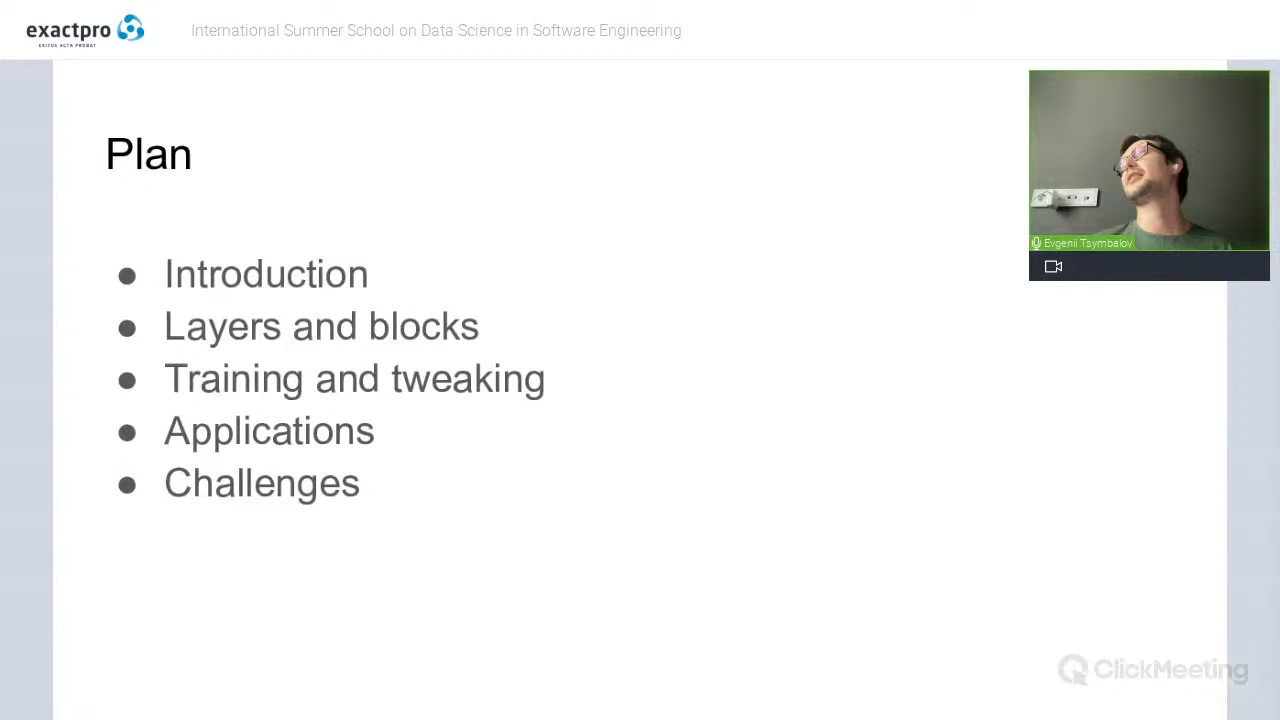 exactpro
EXITUS ACTA PROBAT
International Summer School on Data Science in Software Engineering
Plan
● Introduction
● Layers and blocks
● Training and tweaking
● Applications
● Challenges
Evgenii Tsymbalov
ClickMeeting